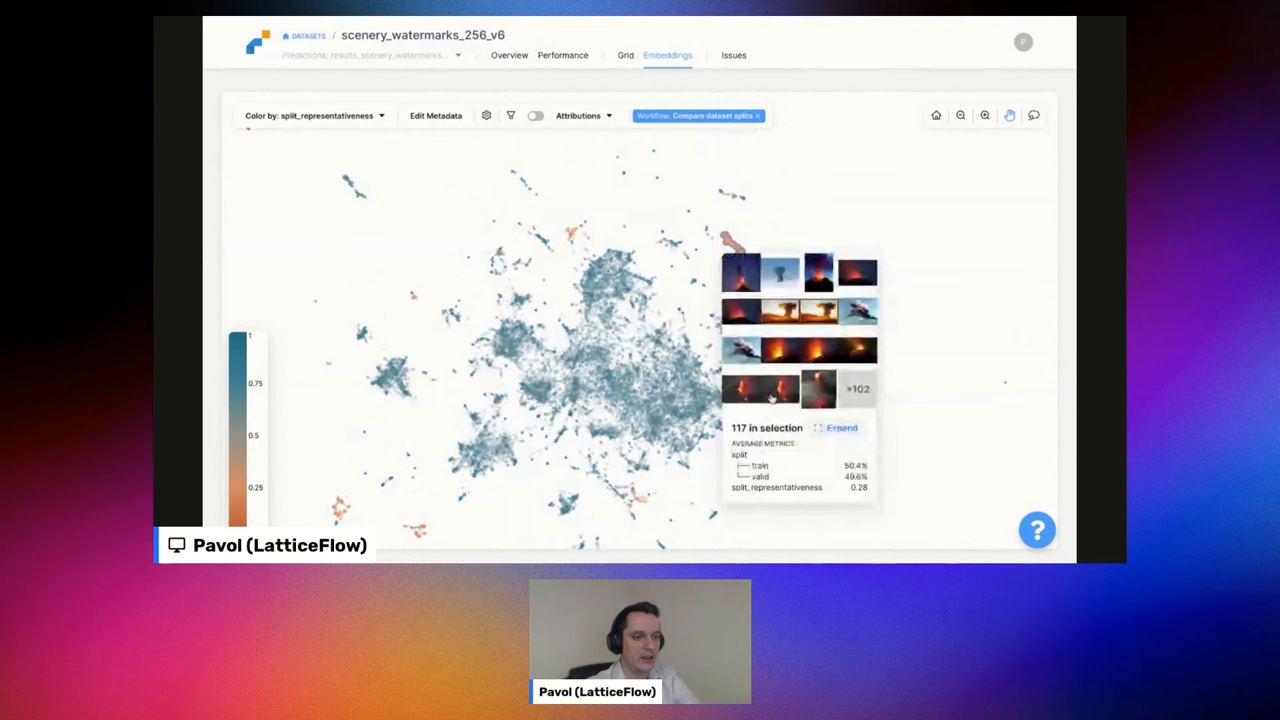 DATASETS / scenery_watermarks_256_v6
Predictions: results_scenery_watermarks...
Overview Performance Grid Embeddings Issues
P
Color by: split_representativeness Edit Metadata Attributions Workflow: Compare dataset splits ×
1
0.75
0.5
0.25
+102
117 in selection Expand
AVERAGE METRICS
split
train 50.4%
valid 49.6%
split_representativeness 0.28
?
Pavol (LatticeFlow)
Pavol (LatticeFlow)